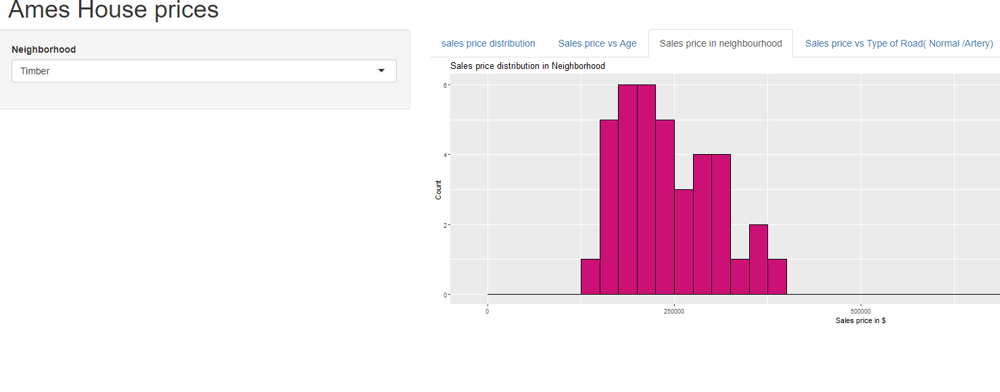 Ames House prices
Neighborhood
Timber
sales price distribution
Sales price vs Age
Sales price in neighbourhood
Sales price vs Type of Road( Normal /Artery)
Sales price distribution in Neighborhood
6
4
2
0
Count
0
250000
500000
Sales price in $